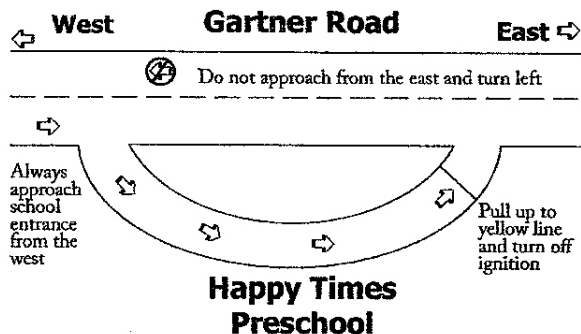 Gartner Road
West
East
Do not approach from the east and turn left
Always
approach
school
entrance
from the
west
Pull up to
yellow line
and turn off
ignition
Happy Times
Preschool